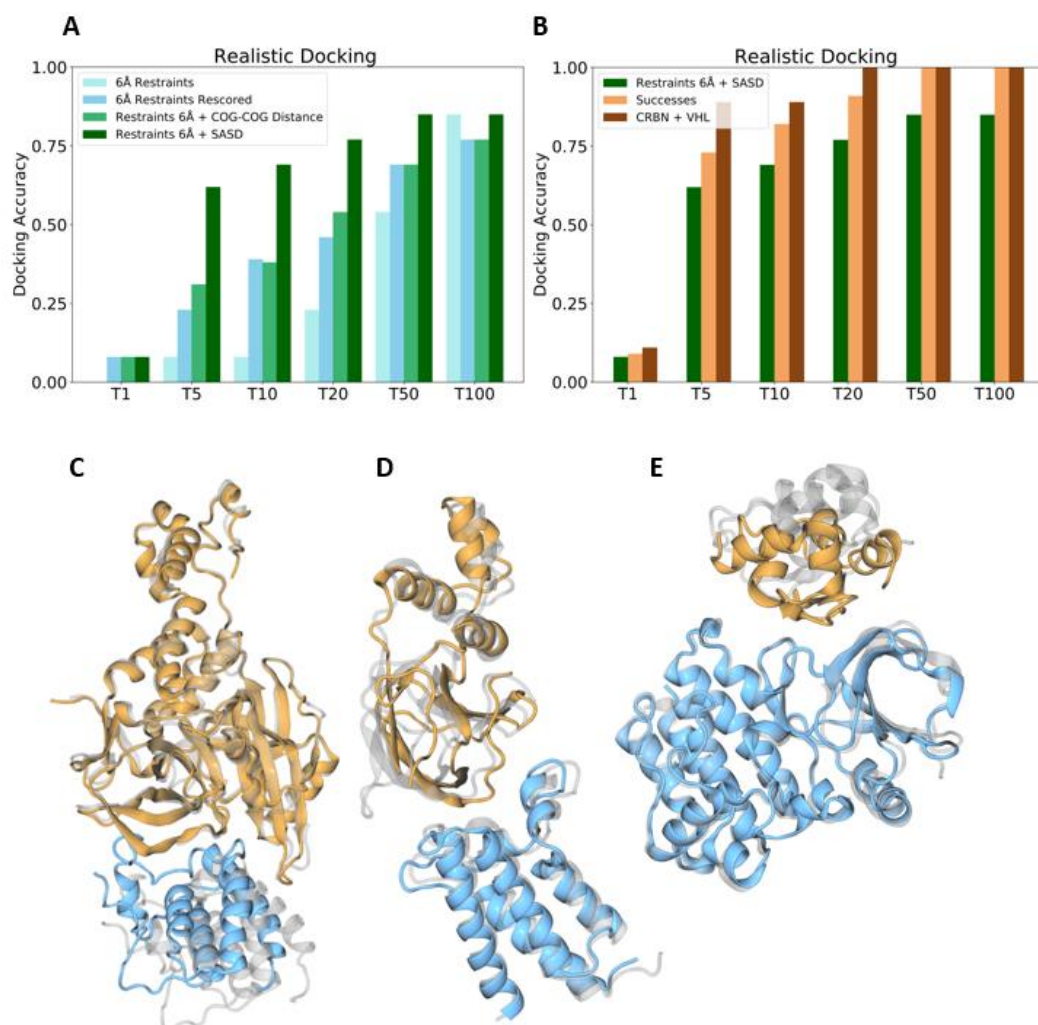 A
Realistic Docking
1.00
0.75
0.50
0.25
0.00
Docking Accuracy
6Å Restraints
6Å Restraints Rescored
Restraints 6Å + COG-COG Distance
Restraints 6Å + SASD
T1 T5 T10 T20 T50 T100
B
Realistic Docking
1.00
0.75
0.50
0.25
0.00
Docking Accuracy
Restraints 6Å + SASD
Successes
CRBN + VHL
T1 T5 T10 T20 T50 T100
C
D
E